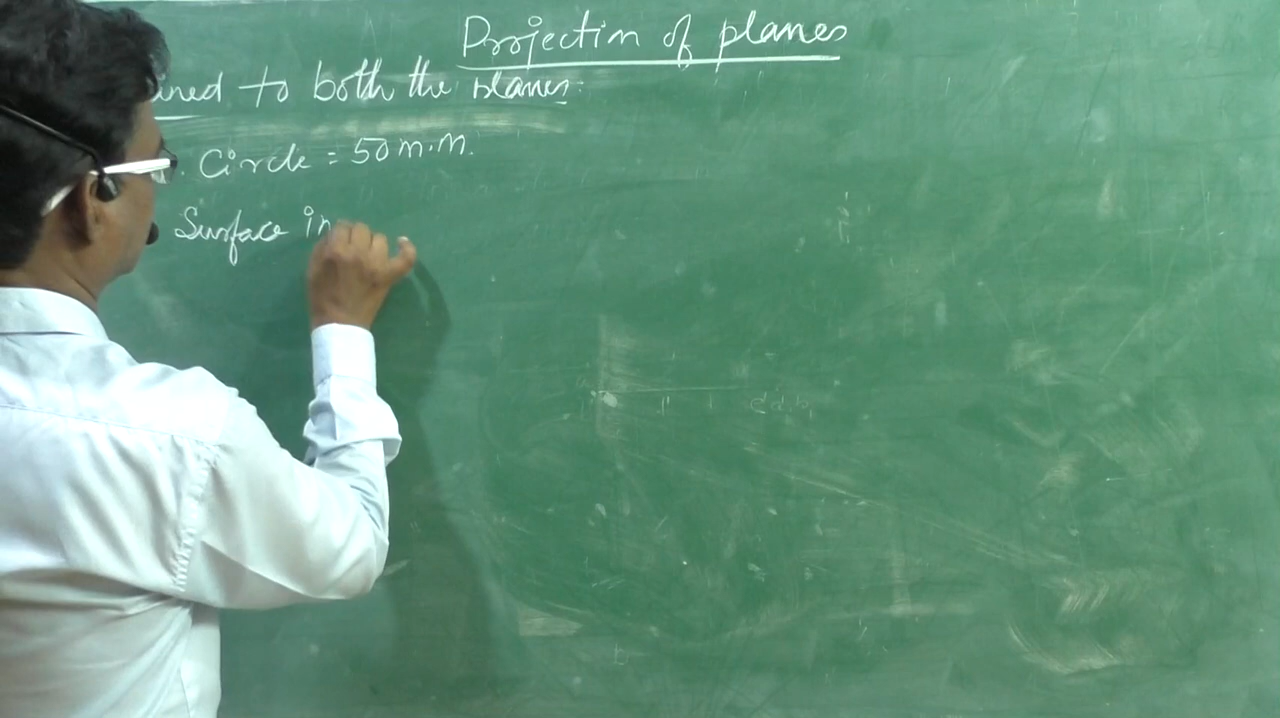 Projection of planes
ined to both the planes:
. Circle = 50 m.m.
Surface in